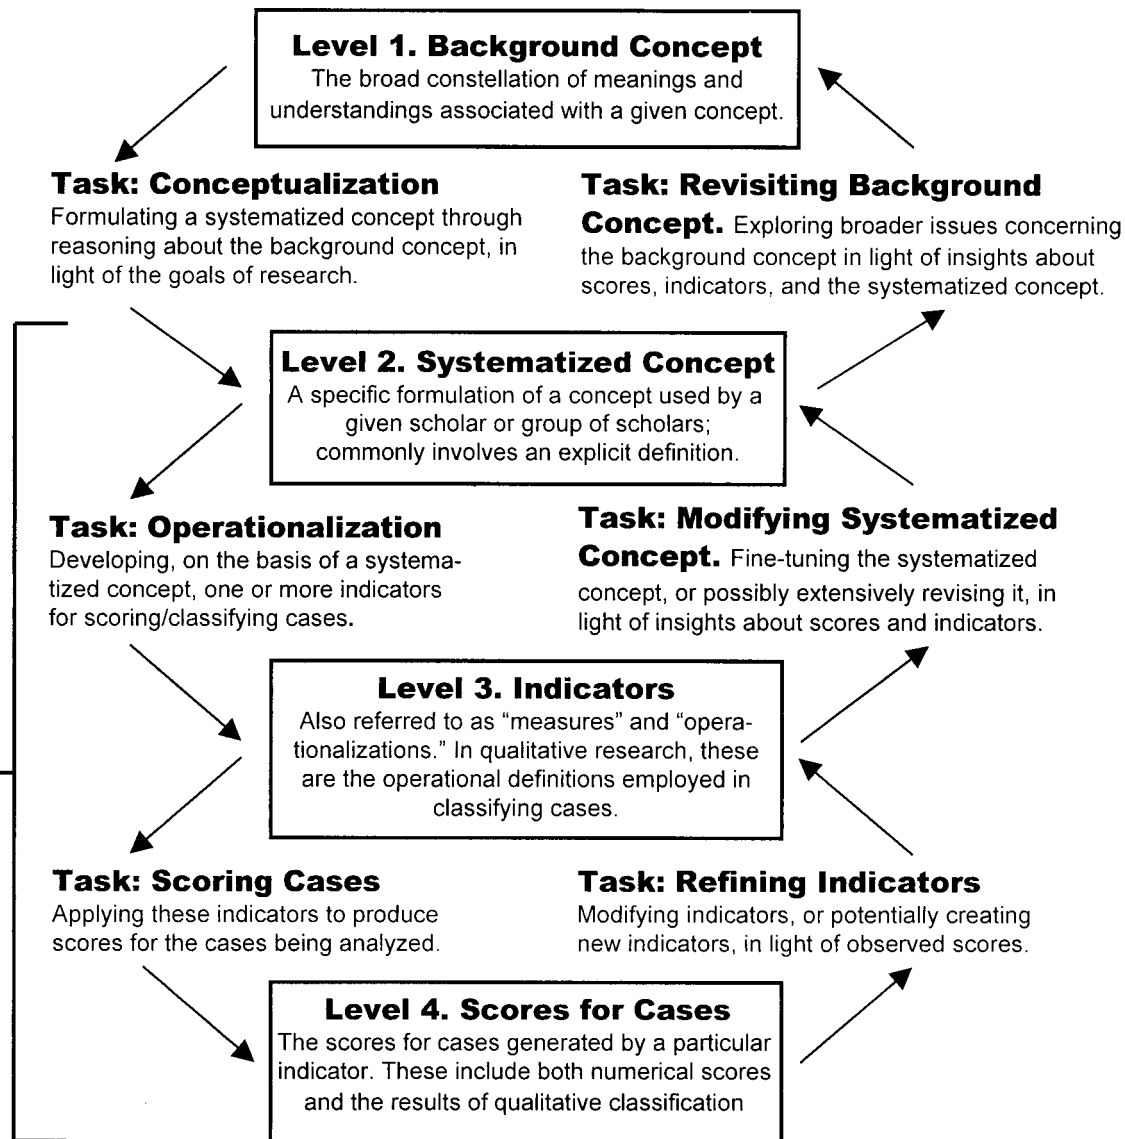 Level 1. Background Concept
The broad constellation of meanings and
understandings associated with a given concept.
Task: Conceptualization
Formulating a systematized concept through
reasoning about the background concept, in
light of the goals of research.
Task: Revisiting Background
Concept. Exploring broader issues concerning
the background concept in light of insights about
scores, indicators, and the systematized concept.
Level 2. Systematized Concept
A specific formulation of a concept used by a
given scholar or group of scholars;
commonly involves an explicit definition.
Task: Operationalization
Developing, on the basis of a systema-
tized concept, one or more indicators
for scoring/classifying cases.
Task: Modifying Systematized
Concept. Fine-tuning the systematized
concept, or possibly extensively revising it, in
light of insights about scores and indicators.
Level 3. Indicators
Also referred to as “measures” and “opera-
tionalizations.” In qualitative research, these
are the operational definitions employed in
classifying cases.
Task: Scoring Cases
Applying these indicators to produce
scores for the cases being analyzed.
Task: Refining Indicators
Modifying indicators, or potentially creating
new indicators, in light of observed scores.
Level 4. Scores for Cases
The scores for cases generated by a particular
indicator. These include both numerical scores
and the results of qualitative classification